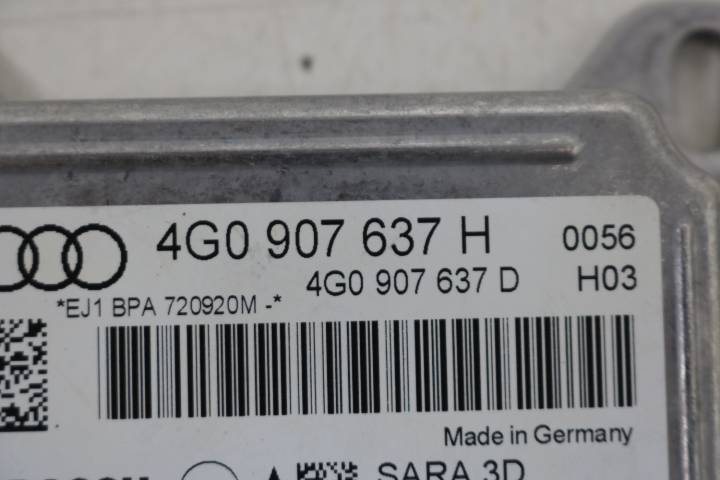 4G0 907 637 H 0056
4G0 907 637 D H03
*EJ1 BPA 720920M -*
Made in Germany
SARA 3D